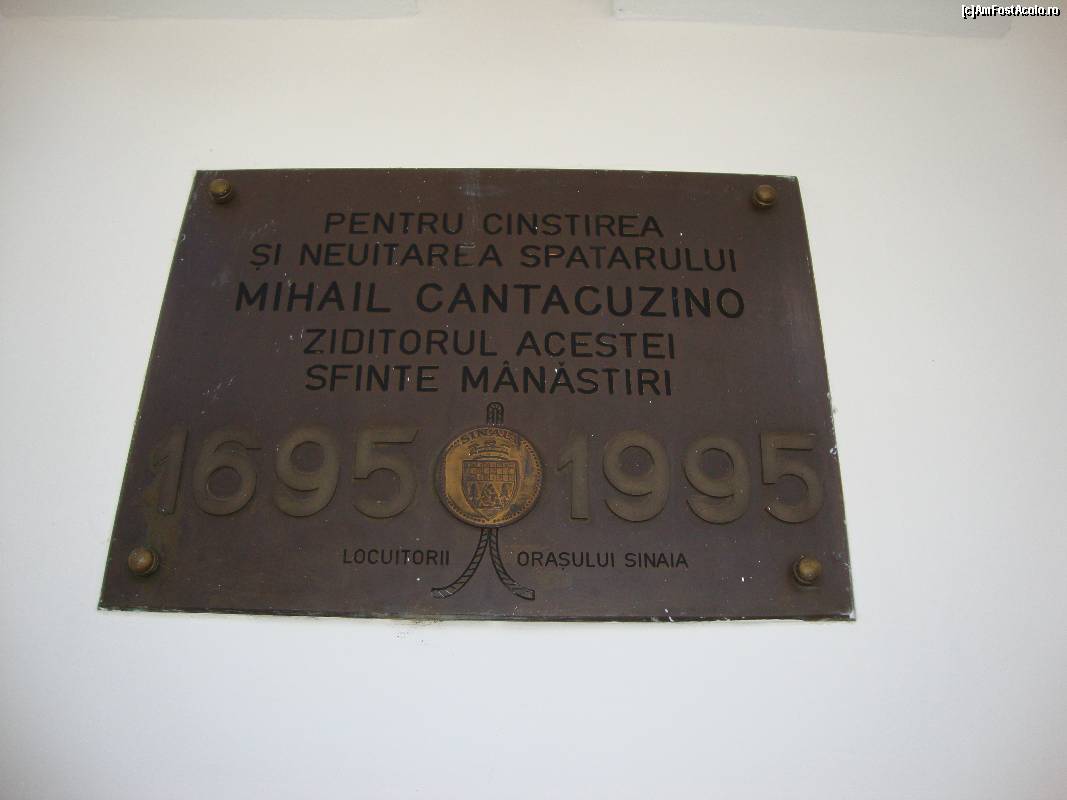 (c)AmFostAcolo.ro
PENTRU CINSTIREA
ȘI NEUITAREA SPATARULUI
MIHAIL CANTACUZINO
ZIDITORUL ACESTEI
SFINTE MÂNĂSTIRI
1695 SINAIA 1995
LOCUITORII ORAȘULUI SINAIA